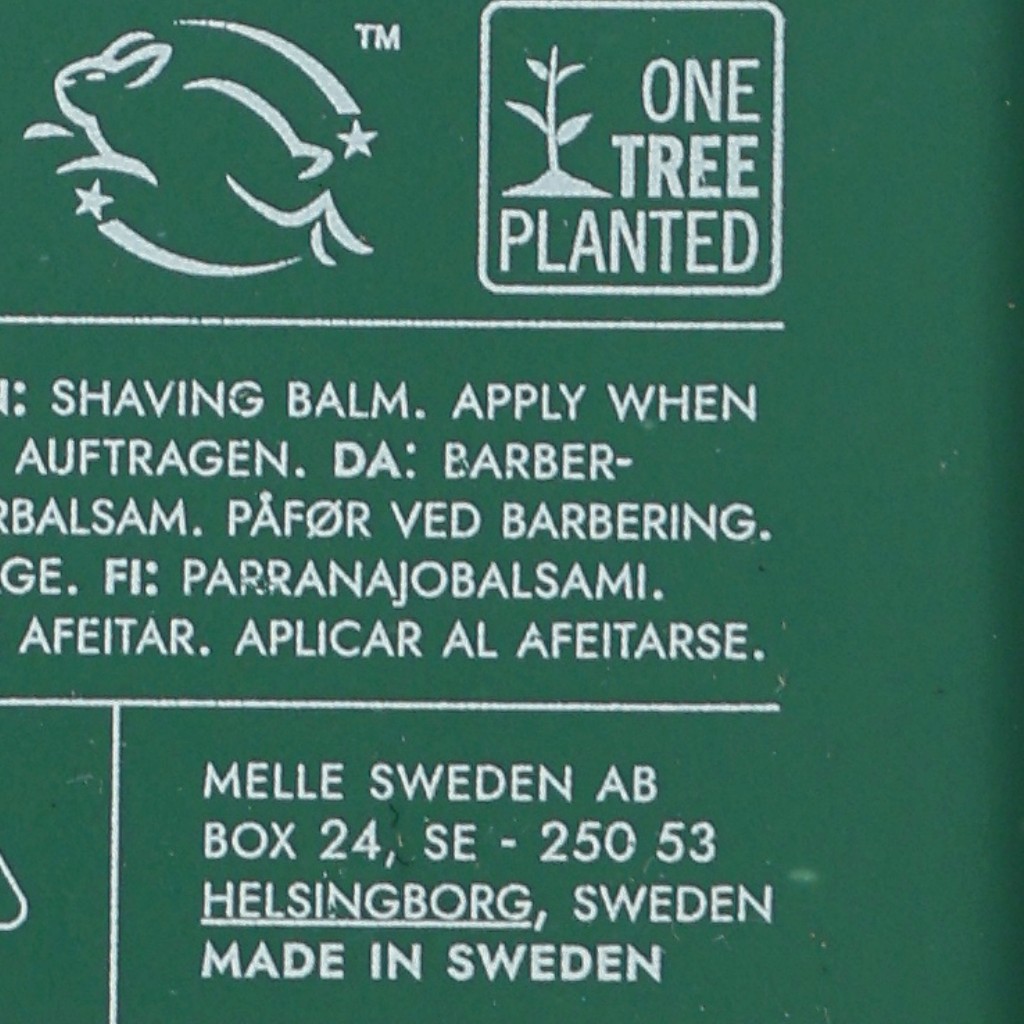 TM
ONE
TREE
PLANTED
: SHAVING BALM. APPLY WHEN
AUFTRAGEN. DA: BARBER-
RBALSAM. PÅFØR VED BARBERING.
GE. FI: PARRANAJOBALSAMI.
AFEITAR. APLICAR AL AFEITARSE.
MELLE SWEDEN AB
BOX 24, SE - 250 53
HELSINGBORG, SWEDEN
MADE IN SWEDEN